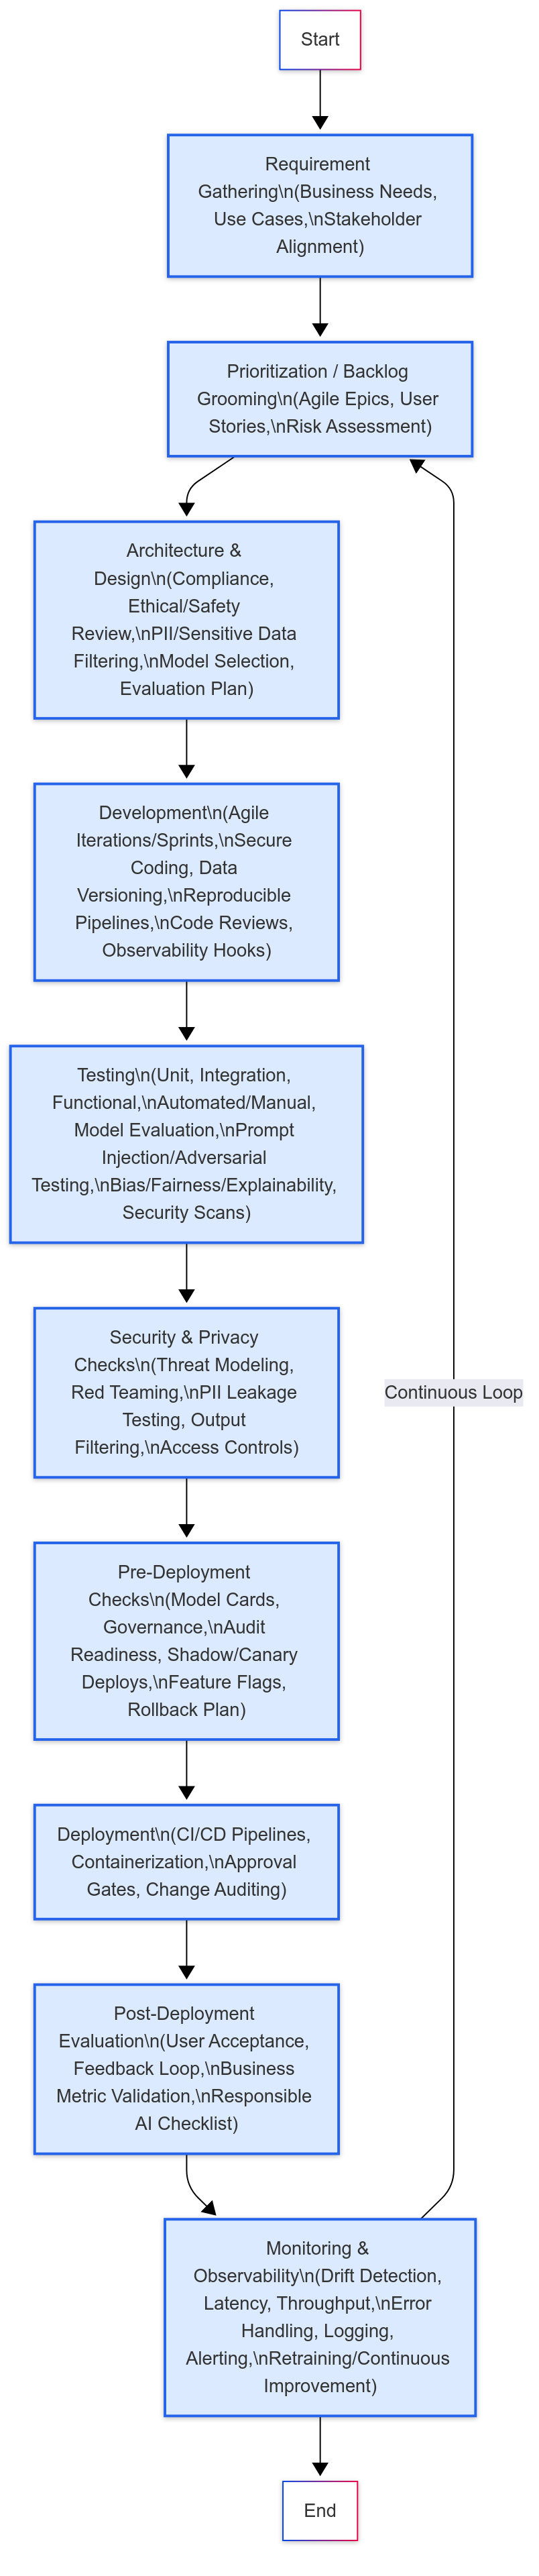 Start
Requirement
Gathering\n(Business Needs,
Use Cases,\nStakeholder
Alignment)
Prioritization / Backlog
Grooming\n(Agile Epics, User
Stories,\nRisk Assessment)
Architecture &
Design\n(Compliance,
Ethical/Safety
Review,\nPII/Sensitive Data
Filtering,\nModel Selection,
Evaluation Plan)
Development\n(Agile
Iterations/Sprints,\nSecure
Coding, Data
Versioning,\nReproducible
Pipelines,\nCode Reviews,
Observability Hooks)
Testing\n(Unit, Integration,
Functional,\nAutomated/Manual,
Model Evaluation,\nPrompt
Injection/Adversarial
Testing,\nBias/Fairness/Explainability,
Security Scans)
Security & Privacy
Checks\n(Threat Modeling,
Red Teaming,\nPII Leakage
Testing, Output
Filtering,\nAccess Controls)
Continuous Loop
Pre-Deployment
Checks\n(Model Cards,
Governance,\nAudit
Readiness, Shadow/Canary
Deploys,\nFeature Flags,
Rollback Plan)
Deployment\n(CI/CD Pipelines,
Containerization,\nApproval
Gates, Change Auditing)
Post-Deployment
Evaluation\n(User Acceptance,
Feedback Loop,\nBusiness
Metric Validation,\nResponsible
AI Checklist)
Monitoring &
Observability\n(Drift Detection,
Latency, Throughput,\nError
Handling, Logging,
Alerting,\nRetraining/Continuous
Improvement)
End